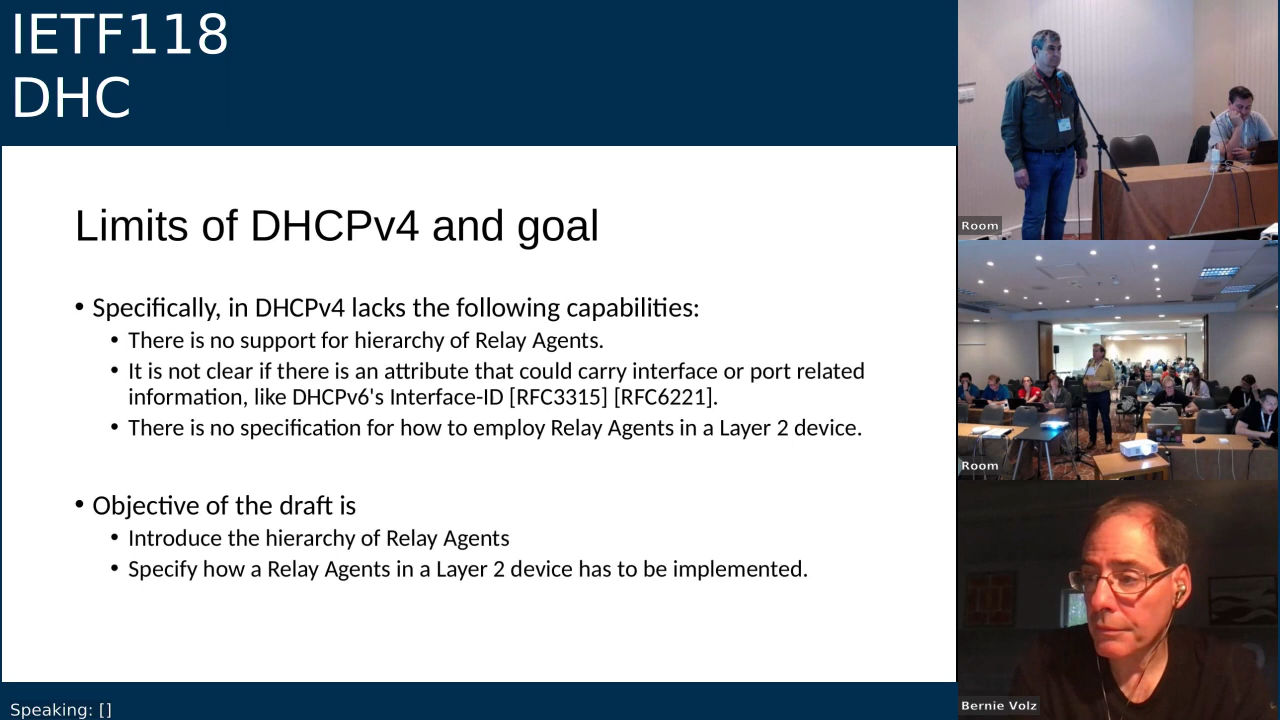 IETF118
DHC
Limits of DHCPv4 and goal
• Specifically, in DHCPv4 lacks the following capabilities:
• There is no support for hierarchy of Relay Agents.
• It is not clear if there is an attribute that could carry interface or port related
information, like DHCPv6's Interface-ID [RFC3315] [RFC6221].
• There is no specification for how to employ Relay Agents in a Layer 2 device.
• Objective of the draft is
• Introduce the hierarchy of Relay Agents
• Specify how a Relay Agents in a Layer 2 device has to be implemented.
Speaking: []
Room
Room
Bernie Volz